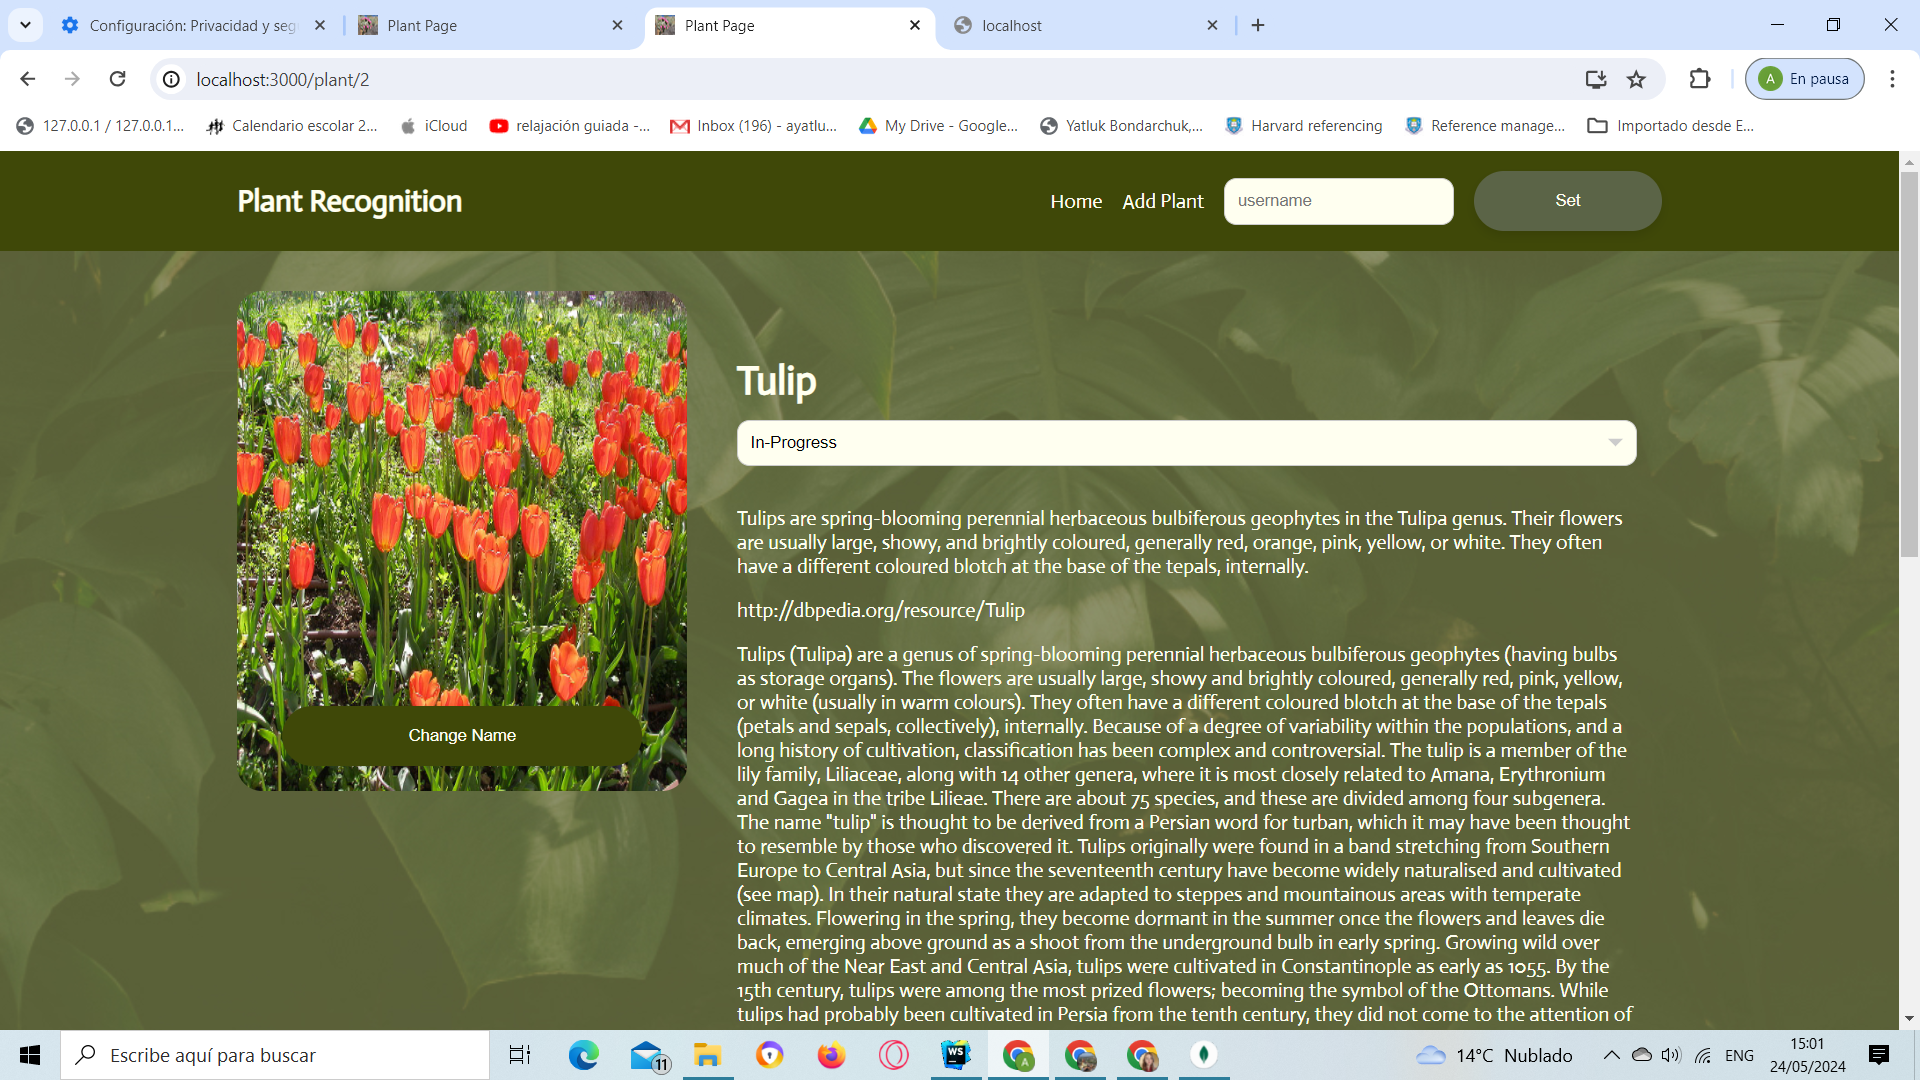 Configuración: Privacidad y seg
Plant Page
Plant Page
localhost
localhost:3000/plant/2
A
En pausa
127.0.0.1 / 127.0.0.1...
Calendario escolar 2...
iCloud
relajación guiada -...
Inbox (196) - ayatlu...
My Drive - Google...
Yatluk Bondarchuk,...
Harvard referencing
Reference manage...
Importado desde E...
Plant Recognition
Home
Add Plant
username
Set
Tulip
In-Progress
Tulips are spring-blooming perennial herbaceous bulbiferous geophytes in the Tulipa genus. Their flowers
are usually large, showy, and brightly coloured, generally red, orange, pink, yellow, or white. They often
have a different coloured blotch at the base of the tepals, internally.
http://dbpedia.org/resource/Tulip
Tulips (Tulipa) are a genus of spring-blooming perennial herbaceous bulbiferous geophytes (having bulbs
as storage organs). The flowers are usually large, showy and brightly coloured, generally red, pink, yellow,
or white (usually in warm colours). They often have a different coloured blotch at the base of the tepals
(petals and sepals, collectively), internally. Because of a degree of variability within the populations, and a
long history of cultivation, classification has been complex and controversial. The tulip is a member of the
lily family, Liliaceae, along with 14 other genera, where it is most closely related to Amana, Erythronium
and Gagea in the tribe Lilieae. There are about 75 species, and these are divided among four subgenera.
The name "tulip" is thought to be derived from a Persian word for turban, which it may have been thought
to resemble by those who discovered it. Tulips originally were found in a band stretching from Southern
Europe to Central Asia, but since the seventeenth century have become widely naturalised and cultivated
(see map). In their natural state they are adapted to steppes and mountainous areas with temperate
climates. Flowering in the spring, they become dormant in the summer once the flowers and leaves die
back, emerging above ground as a shoot from the underground bulb in early spring. Growing wild over
much of the Near East and Central Asia, tulips were cultivated in Constantinople as early as 1055. By the
15th century, tulips were among the most prized flowers; becoming the symbol of the Ottomans. While
tulips had probably been cultivated in Persia from the tenth century, they did not come to the attention of
Change Name
Escribe aquí para buscar
11
WS
A
14°C Nublado
ENG
15:01
24/05/2024